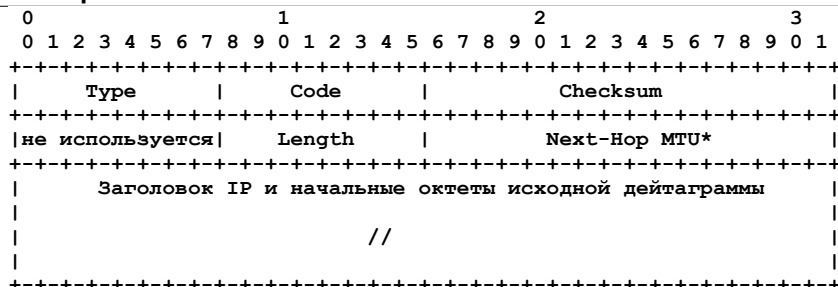 0                   1                   2                   3
0 1 2 3 4 5 6 7 8 9 0 1 2 3 4 5 6 7 8 9 0 1 2 3 4 5 6 7 8 9 0 1
+-+-+-+-+-+-+-+-+-+-+-+-+-+-+-+-+-+-+-+-+-+-+-+-+-+-+-+-+-+-+-+-+
|     Type      |     Code      |          Checksum             |
+-+-+-+-+-+-+-+-+-+-+-+-+-+-+-+-+-+-+-+-+-+-+-+-+-+-+-+-+-+-+-+-+
|не используется|    Length     |         Next-Hop MTU*         |
+-+-+-+-+-+-+-+-+-+-+-+-+-+-+-+-+-+-+-+-+-+-+-+-+-+-+-+-+-+-+-+-+
|      Заголовок IP и начальные октеты исходной дейтаграммы     |
|                                                               |
|                           //                                  |
|                                                               |
+-+-+-+-+-+-+-+-+-+-+-+-+-+-+-+-+-+-+-+-+-+-+-+-+-+-+-+-+-+-+-+-+